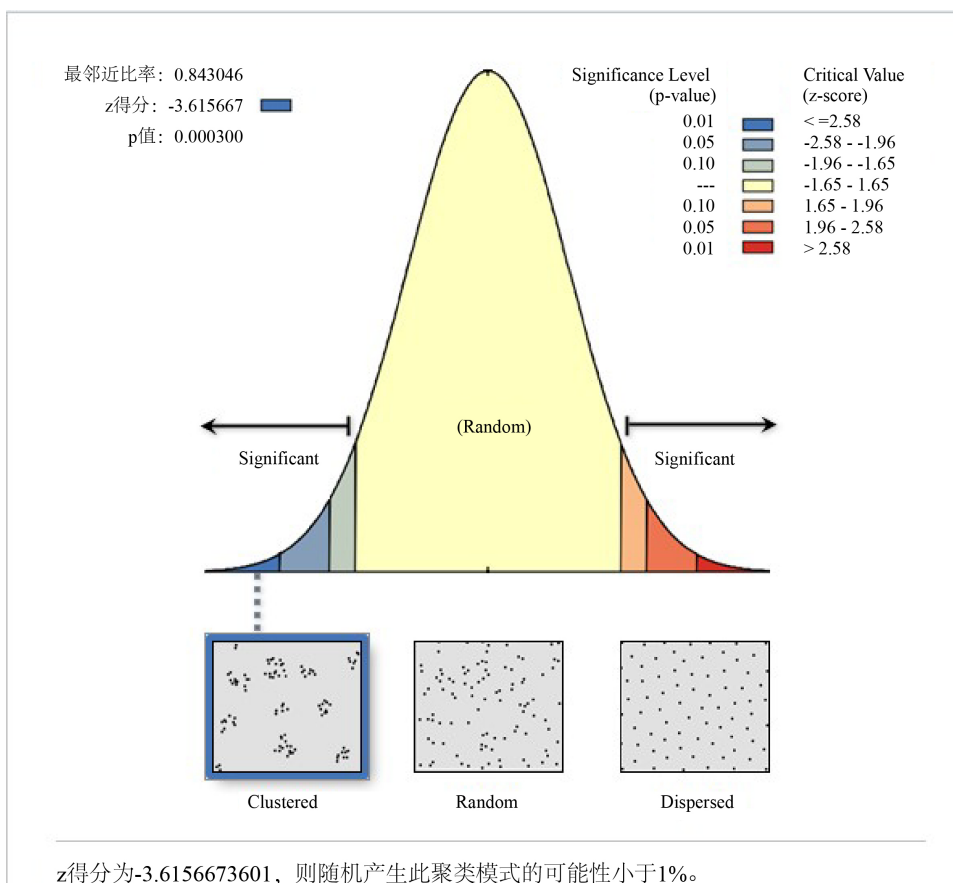 最邻近比率：0.843046
z得分：-3.615667
p值：0.000300
Significance Level
(p-value)
Critical Value
(z-score)
0.01 < =2.58
0.05 -2.58 - -1.96
0.10 -1.96 - -1.65
--- -1.65 - 1.65
0.10 1.65 - 1.96
0.05 1.96 - 2.58
0.01 > 2.58
(Random)
Significant
Significant
Clustered
Random
Dispersed
z得分为-3.6156673601，则随机产生此聚类模式的可能性小于1%。